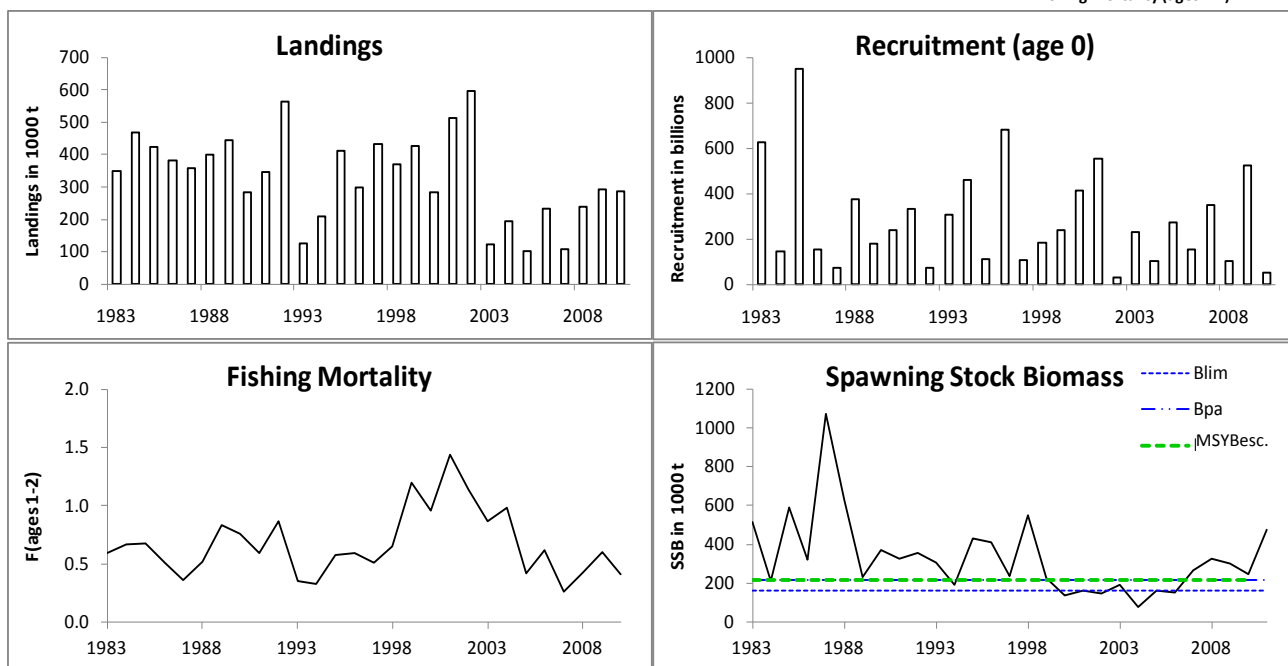 Landings
Landings in 1000 t
700
600
500
400
300
200
100
0
1983 1988 1993 1998 2003 2008
Recruitment (age 0)
Recruitment in billions
1000
800
600
400
200
0
1983 1988 1993 1998 2003 2008
Fishing Mortality
F(ages 1-2)
2.0
1.5
1.0
0.5
0.0
1983 1988 1993 1998 2003 2008
Spawning Stock Biomass
SSB in 1000 t
1200
1000
800
600
400
200
0
1983 1988 1993 1998 2003 2008
Blim
Bpa
MSYBesc.